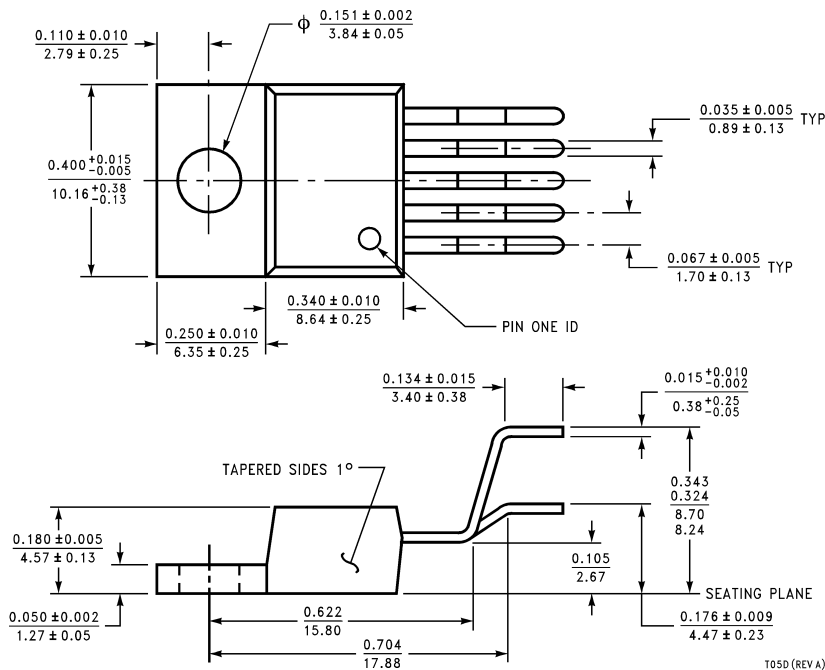 ϕ 0.151 ± 0.002
3.84 ± 0.05
0.110 ± 0.010
2.79 ± 0.25
0.035 ± 0.005 TYP
0.89 ± 0.13
0.400 +0.015 -0.005
10.16 +0.38 -0.13
0.067 ± 0.005 TYP
1.70 ± 0.13
0.340 ± 0.010
8.64 ± 0.25
PIN ONE ID
0.250 ± 0.010
6.35 ± 0.25
0.134 ± 0.015
3.40 ± 0.38
0.015 +0.010 -0.002
0.38 +0.25 -0.05
TAPERED SIDES 1°
0.343
0.324
8.70
8.24
0.180 ± 0.005
4.57 ± 0.13
0.105
2.67
SEATING PLANE
0.050 ± 0.002
1.27 ± 0.05
0.622
15.80
0.176 ± 0.009
4.47 ± 0.23
0.704
17.88
T05D (REV A)